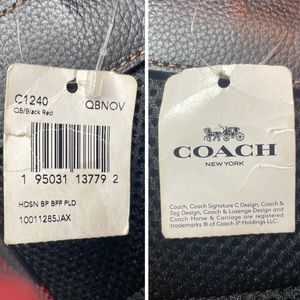 C1240 QBNOV
QB/Black Red
1 95031 13779 2
HDSN BP BFF PLD
10011285JAX
COACH
NEW YORK
Coach, Coach Signature C Design, Coach &
Tag Design, Coach & Lozenge Design and
Coach Horse & Carriage are registered
trademarks ® of Coach IP Holdings LLC.